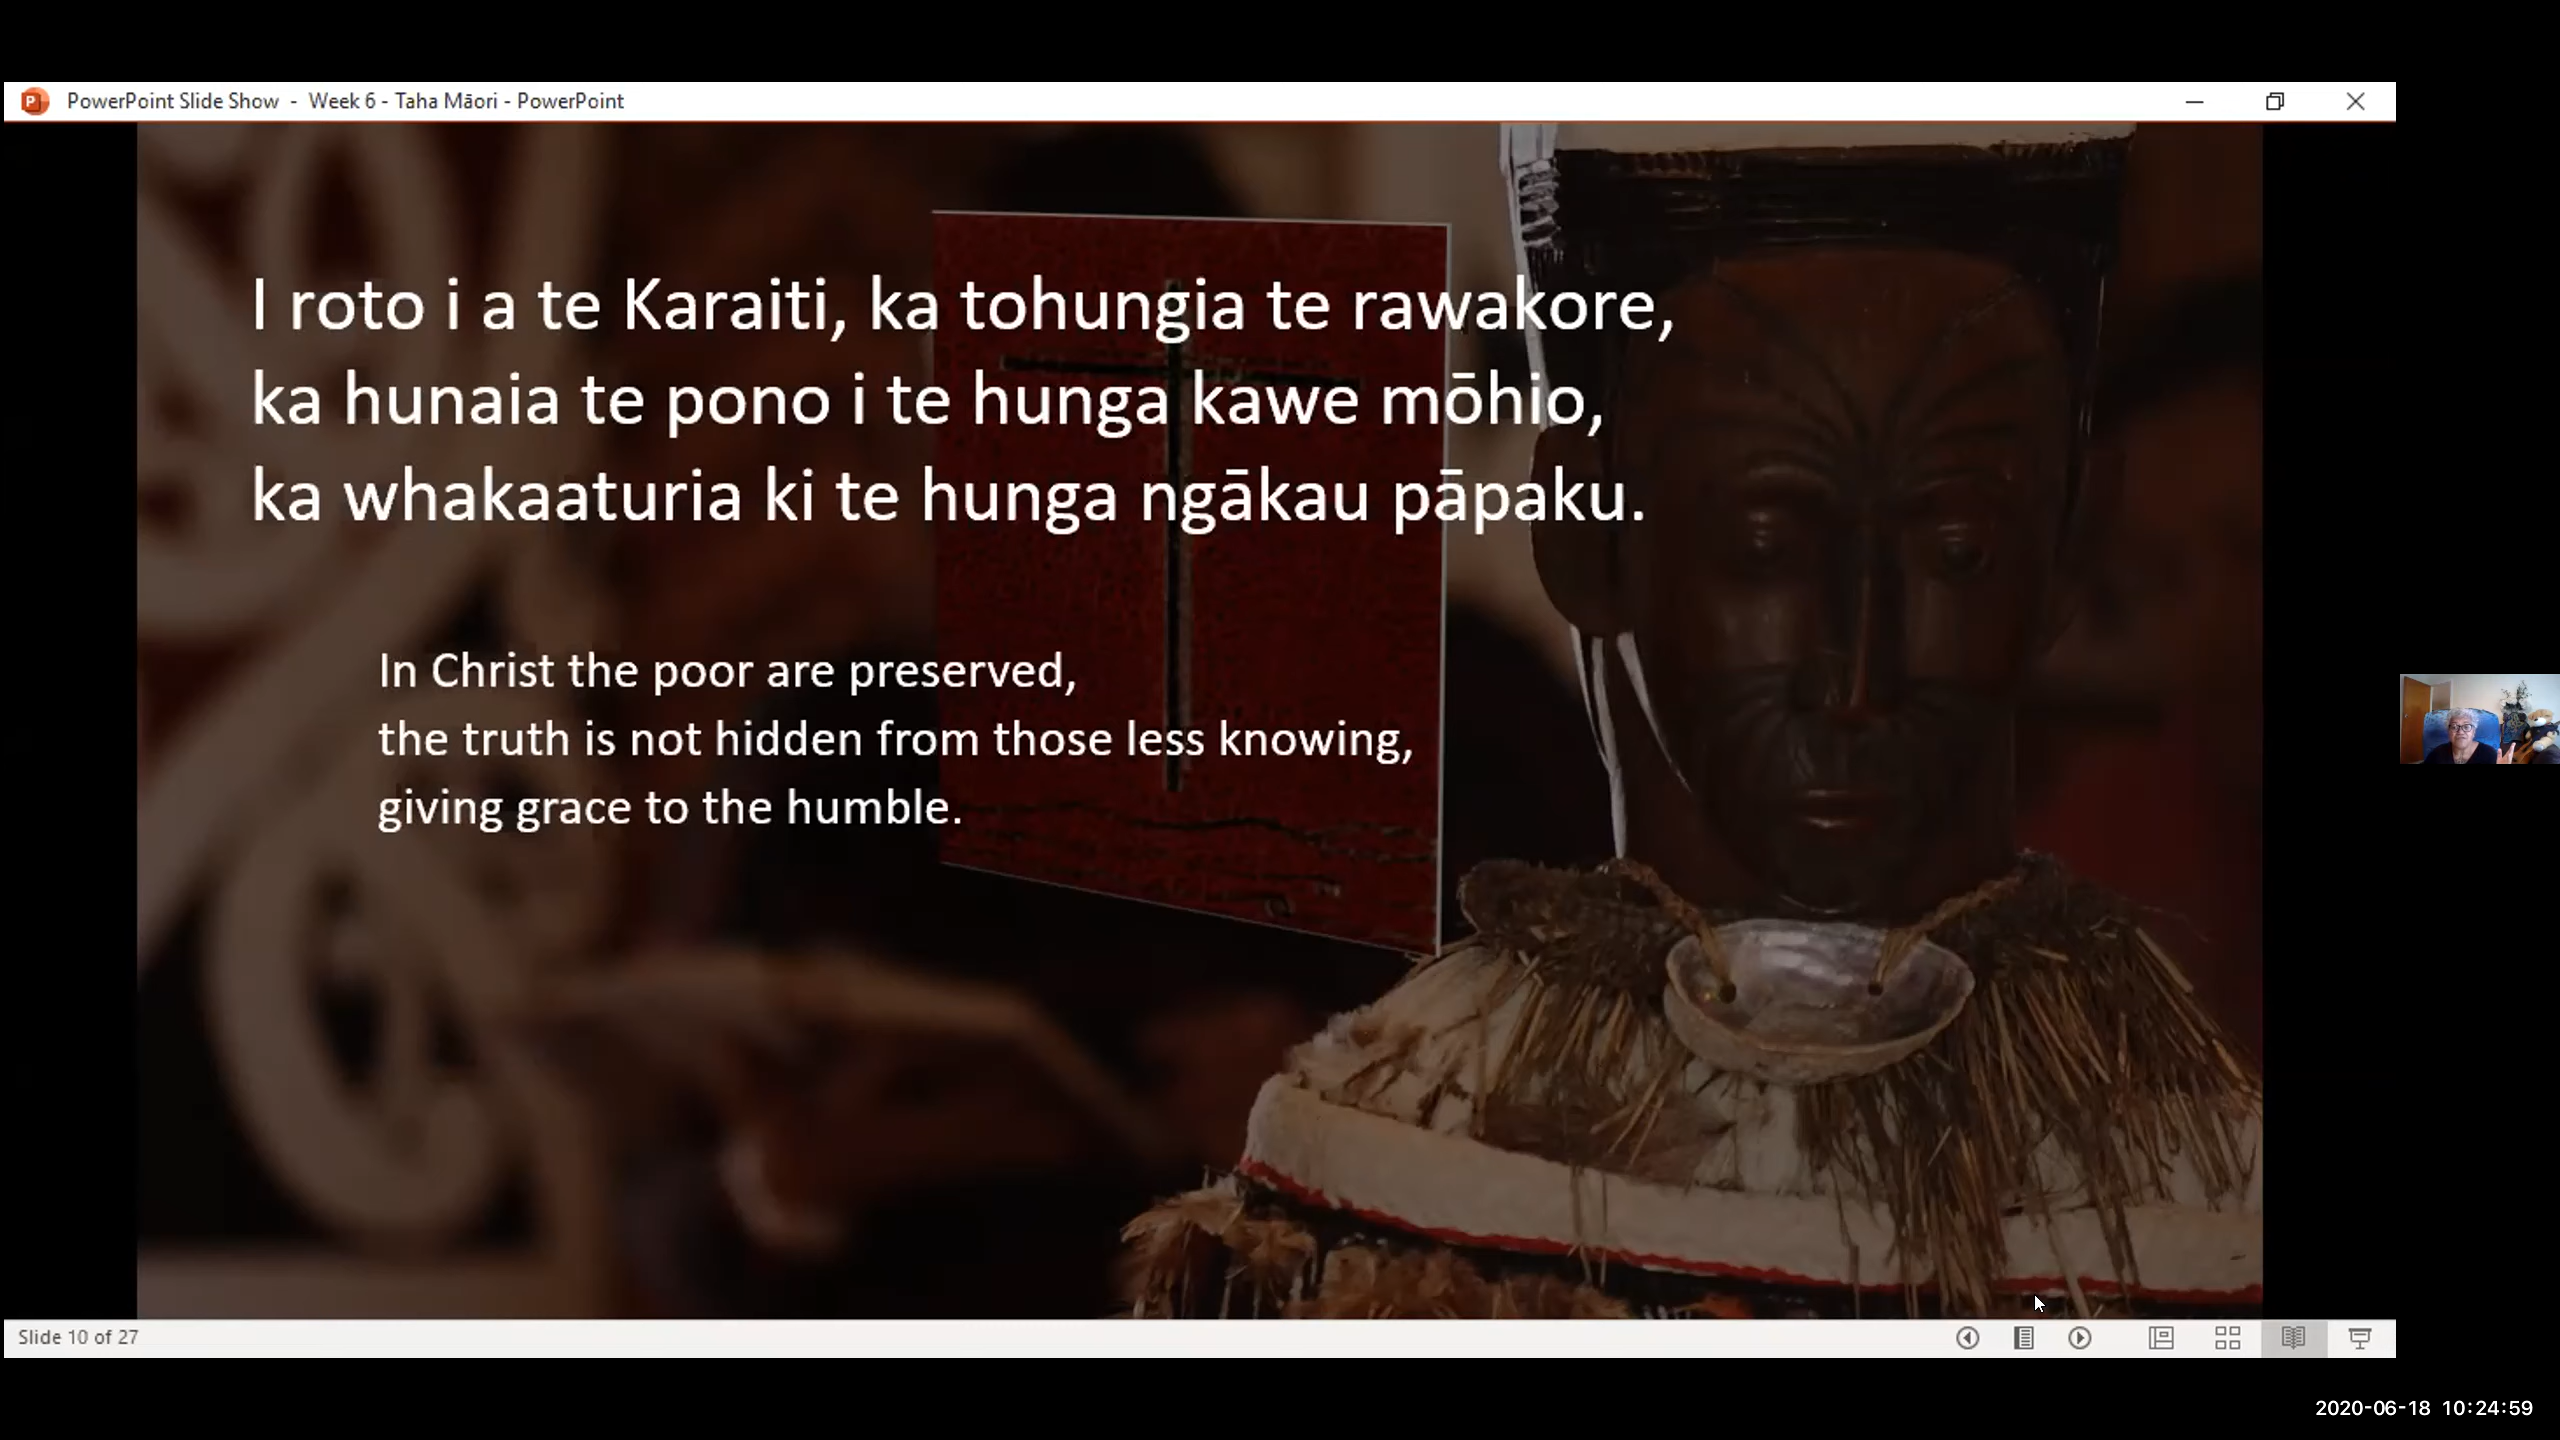 PowerPoint Slide Show - Week 6 - Taha Māori - PowerPoint
I roto i a te Karaiti, ka tohungia te rawakore,
ka hunaia te pono i te hunga kawe mōhio,
ka whakaaturia ki te hunga ngākau pāpaku.
In Christ the poor are preserved,
the truth is not hidden from those less knowing,
giving grace to the humble.
Slide 10 of 27
2020-06-18 10:24:59